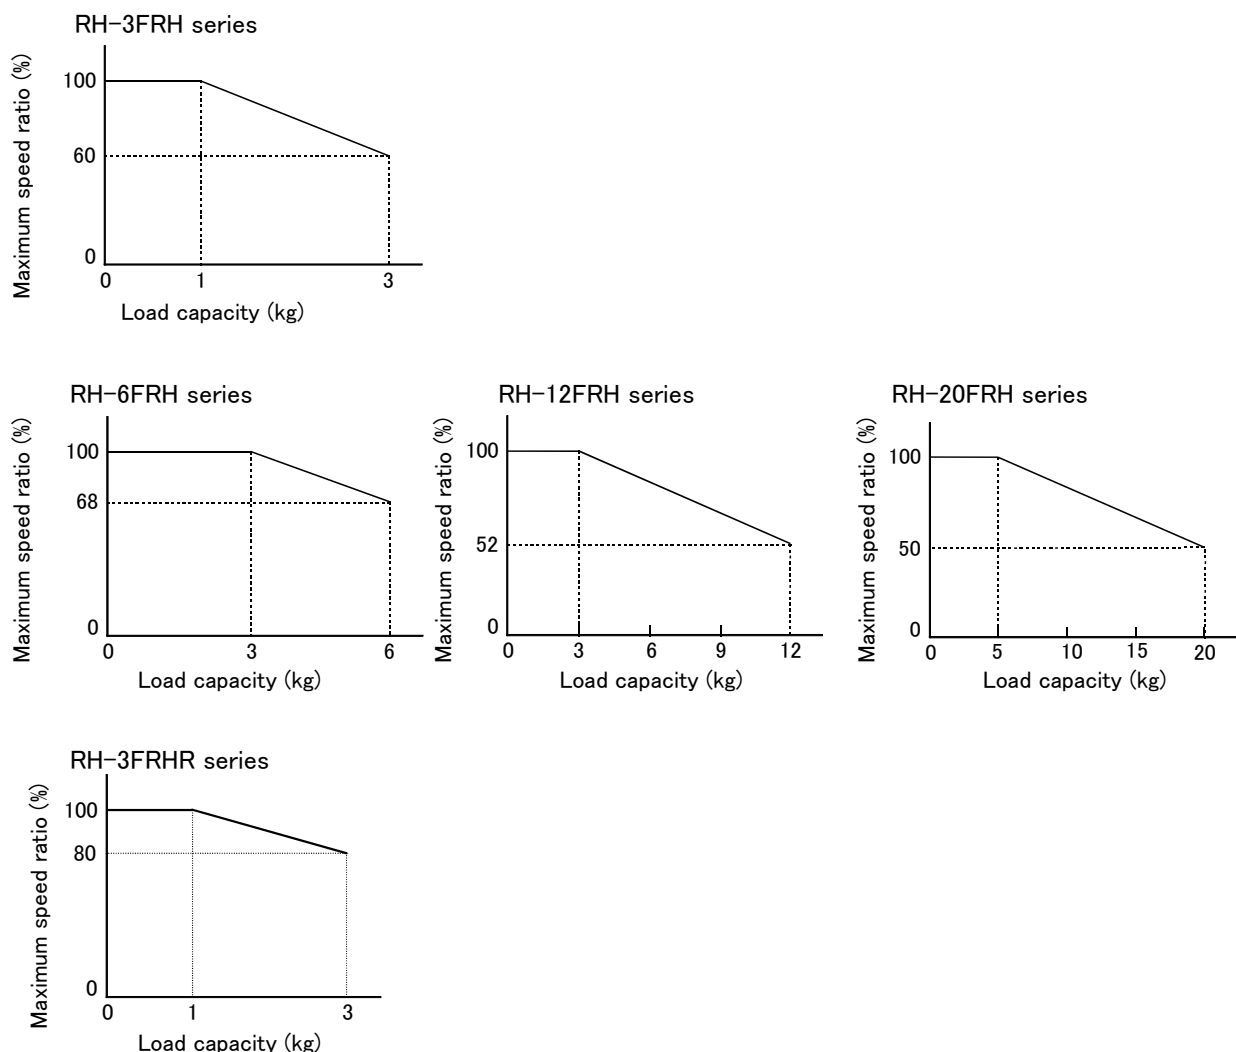 RH-3FRH series
Maximum speed ratio (%)
100
60
0
0 1 3
Load capacity (kg)
RH-6FRH series
Maximum speed ratio (%)
100
68
0
0 3 6
Load capacity (kg)
RH-12FRH series
Maximum speed ratio (%)
100
52
0
0 3 6 9 12
Load capacity (kg)
RH-20FRH series
Maximum speed ratio (%)
100
50
0
0 5 10 15 20
Load capacity (kg)
RH-3FRHR series
Maximum speed ratio (%)
100
80
0
0 1 3
Load capacity (kg)